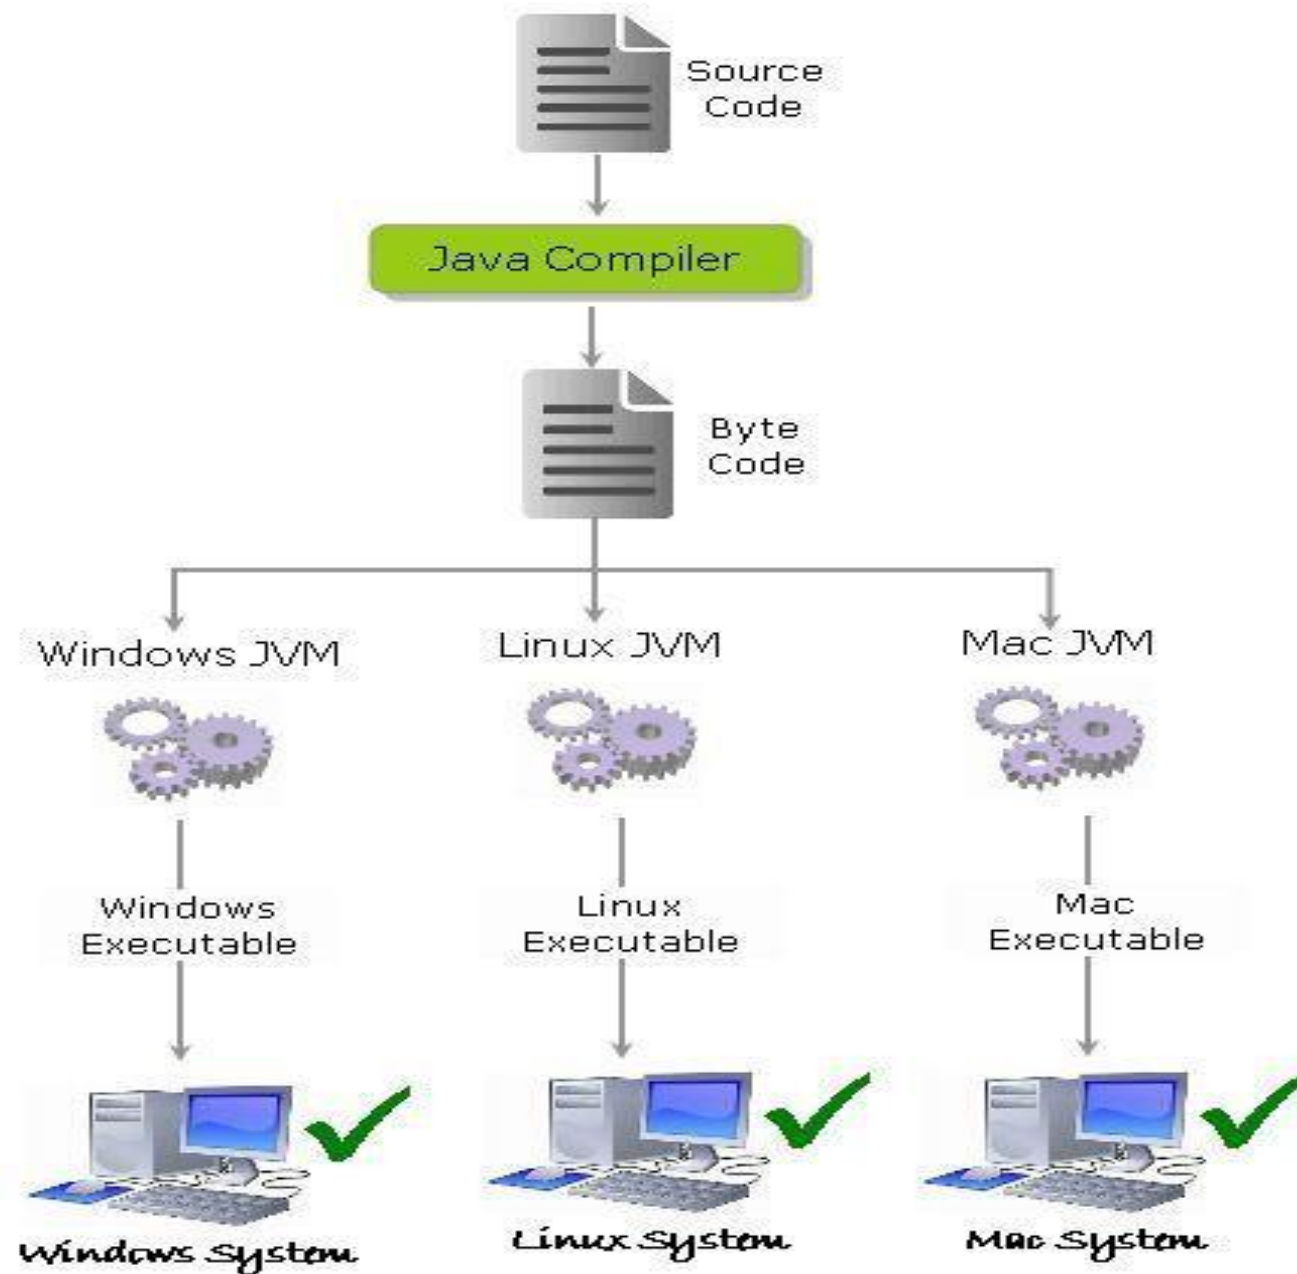 Source
Code
Java Compiler
Byte
Code
Windows JVM
Linux JVM
Mac JVM
Windows
Executable
Linux
Executable
Mac
Executable
Windows System
Linux System
Mac System